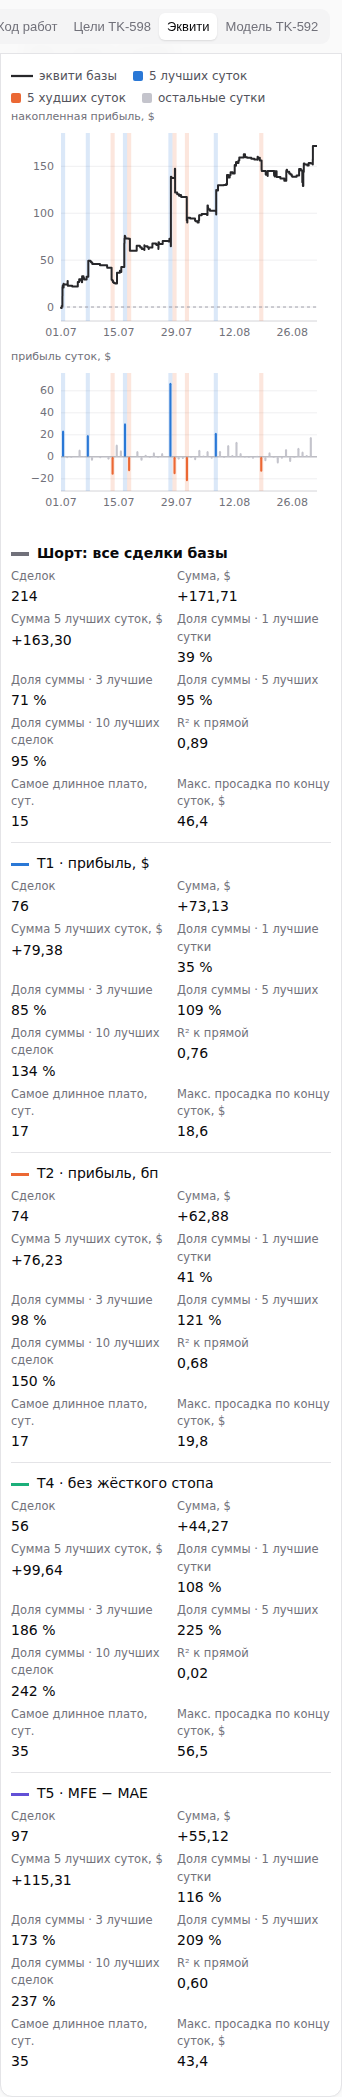 Ход работ Цели TK-598 Эквити Модель TK-592
эквити базы 5 лучших суток
5 худших суток остальные сутки
накопленная прибыль, $
150
100
50
0
01.07 15.07 29.07 12.08 26.08
прибыль суток, $
60
40
20
0
−20
01.07 15.07 29.07 12.08 26.08
Шорт: все сделки базы
Сделок Сумма, $
214 +171,71
Сумма 5 лучших суток, $ Доля суммы · 1 лучшие
сутки
+163,30
39 %
Доля суммы · 3 лучшие Доля суммы · 5 лучших
71 % 95 %
Доля суммы · 10 лучших R² к прямой
сделок
0,89
95 %
Самое длинное плато, Макс. просадка по концу
сут. суток, $
15 46,4
T1 · прибыль, $
Сделок Сумма, $
76 +73,13
Сумма 5 лучших суток, $ Доля суммы · 1 лучшие
сутки
+79,38
35 %
Доля суммы · 3 лучшие Доля суммы · 5 лучших
85 % 109 %
Доля суммы · 10 лучших R² к прямой
сделок
0,76
134 %
Самое длинное плато, Макс. просадка по концу
сут. суток, $
17 18,6
T2 · прибыль, бп
Сделок Сумма, $
74 +62,88
Сумма 5 лучших суток, $ Доля суммы · 1 лучшие
сутки
+76,23
41 %
Доля суммы · 3 лучшие Доля суммы · 5 лучших
98 % 121 %
Доля суммы · 10 лучших R² к прямой
сделок
0,68
150 %
Самое длинное плато, Макс. просадка по концу
сут. суток, $
17 19,8
T4 · без жёсткого стопа
Сделок Сумма, $
56 +44,27
Сумма 5 лучших суток, $ Доля суммы · 1 лучшие
сутки
+99,64
108 %
Доля суммы · 3 лучшие Доля суммы · 5 лучших
186 % 225 %
Доля суммы · 10 лучших R² к прямой
сделок
0,02
242 %
Самое длинное плато, Макс. просадка по концу
сут. суток, $
35 56,5
T5 · MFE − MAE
Сделок Сумма, $
97 +55,12
Сумма 5 лучших суток, $ Доля суммы · 1 лучшие
сутки
+115,31
116 %
Доля суммы · 3 лучшие Доля суммы · 5 лучших
173 % 209 %
Доля суммы · 10 лучших R² к прямой
сделок
0,60
237 %
Самое длинное плато, Макс. просадка по концу
сут. суток, $
35 43,4